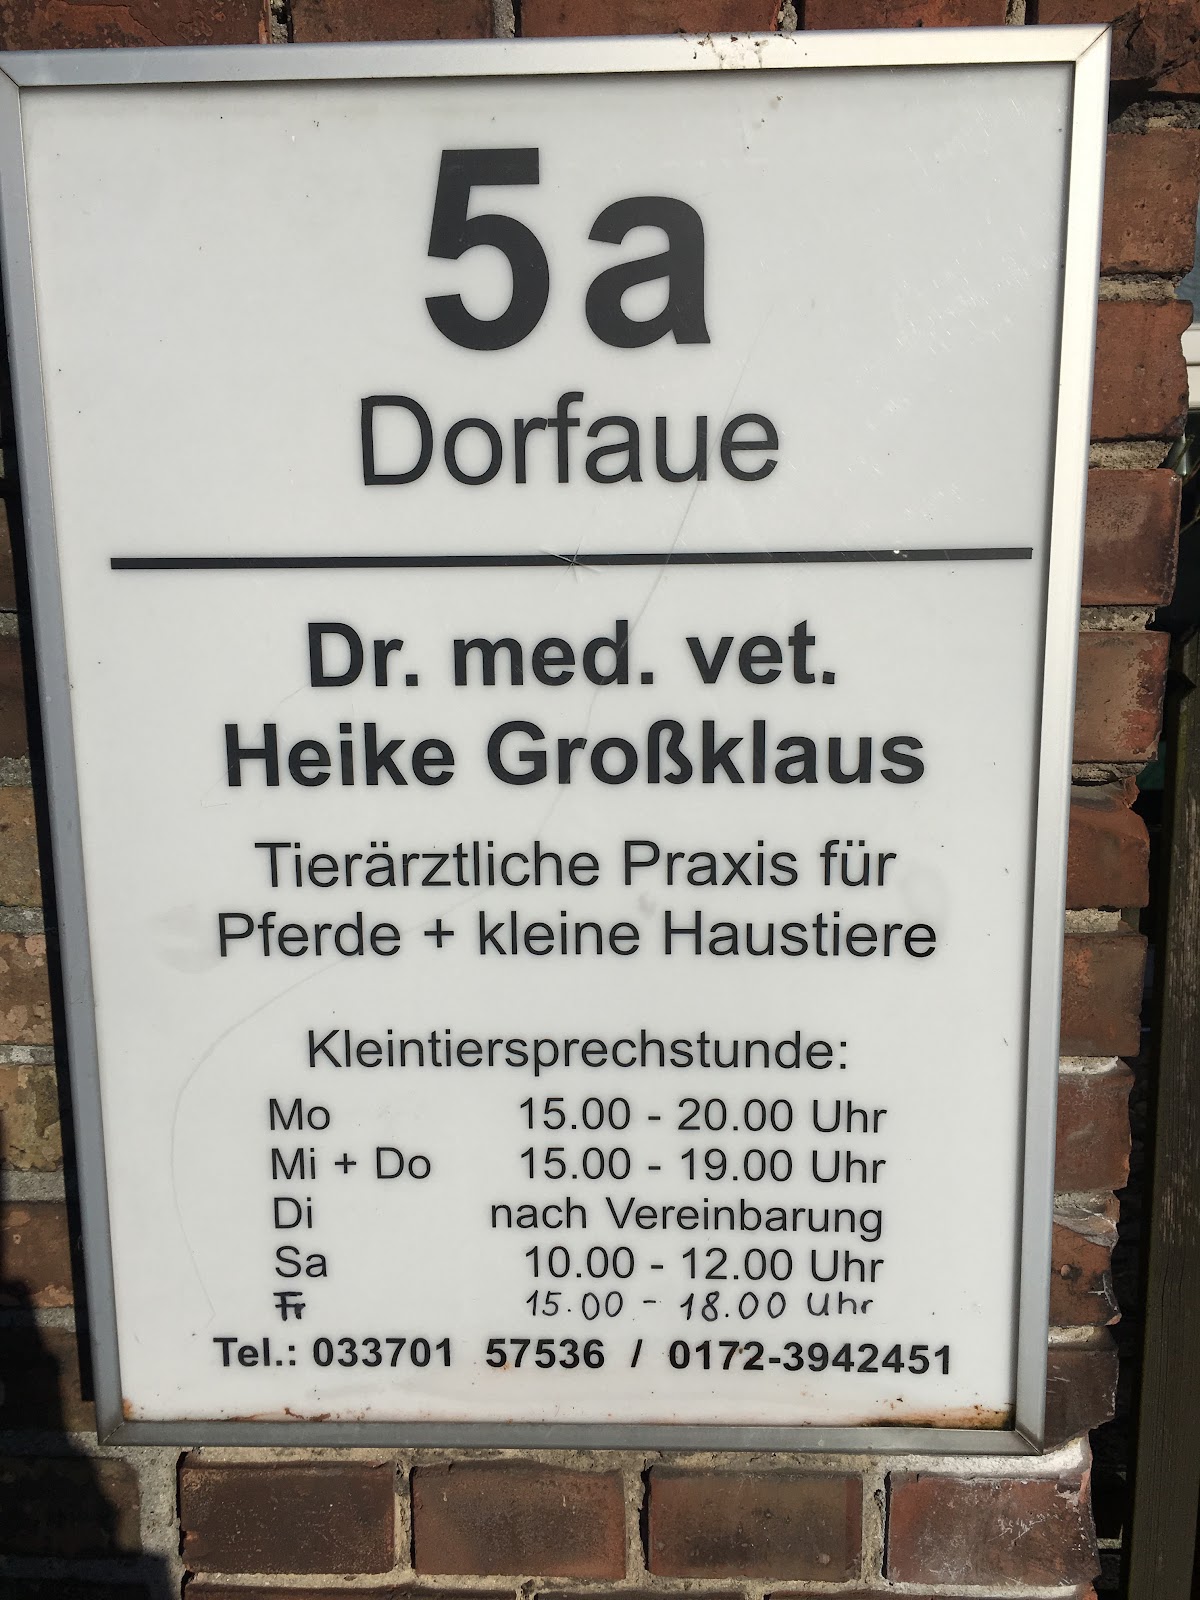 5a
Dorfaue
Dr. med. vet.
Heike Großklaus
Tierärztliche Praxis für
Pferde + kleine Haustiere
Kleintiersprechstunde:
Mo 15.00 - 20.00 Uhr
Mi + Do 15.00 - 19.00 Uhr
Di nach Vereinbarung
Sa 10.00 - 12.00 Uhr
Fr 15.00 - 18.00 Uhr
Tel.: 033701 57536 / 0172-3942451